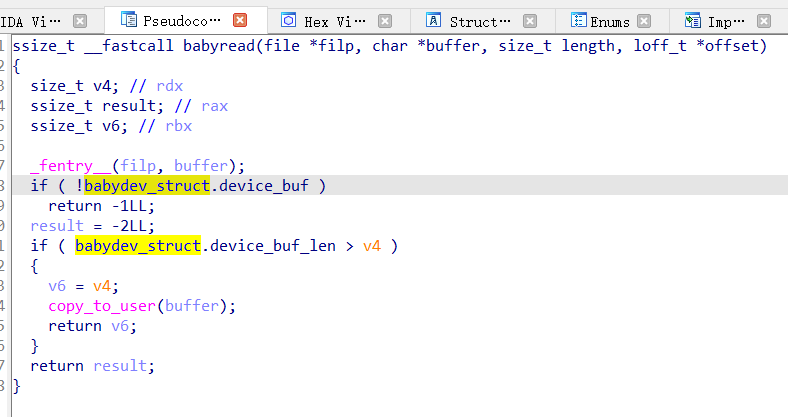 IDA Vi… Pseudoco… Hex Vi… Struct… Enums Imp…
1 ssize_t __fastcall babyread(file *filp, char *buffer, size_t length, loff_t *offset)
2 {
3 size_t v4; // rdx
4 ssize_t result; // rax
5 ssize_t v6; // rbx
6
7 _fentry__(filp, buffer);
8 if ( !babydev_struct.device_buf )
9 return -1LL;
0 result = -2LL;
1 if ( babydev_struct.device_buf_len > v4 )
2 {
3 v6 = v4;
4 copy_to_user(buffer);
5 return v6;
6 }
7 return result;
8 }